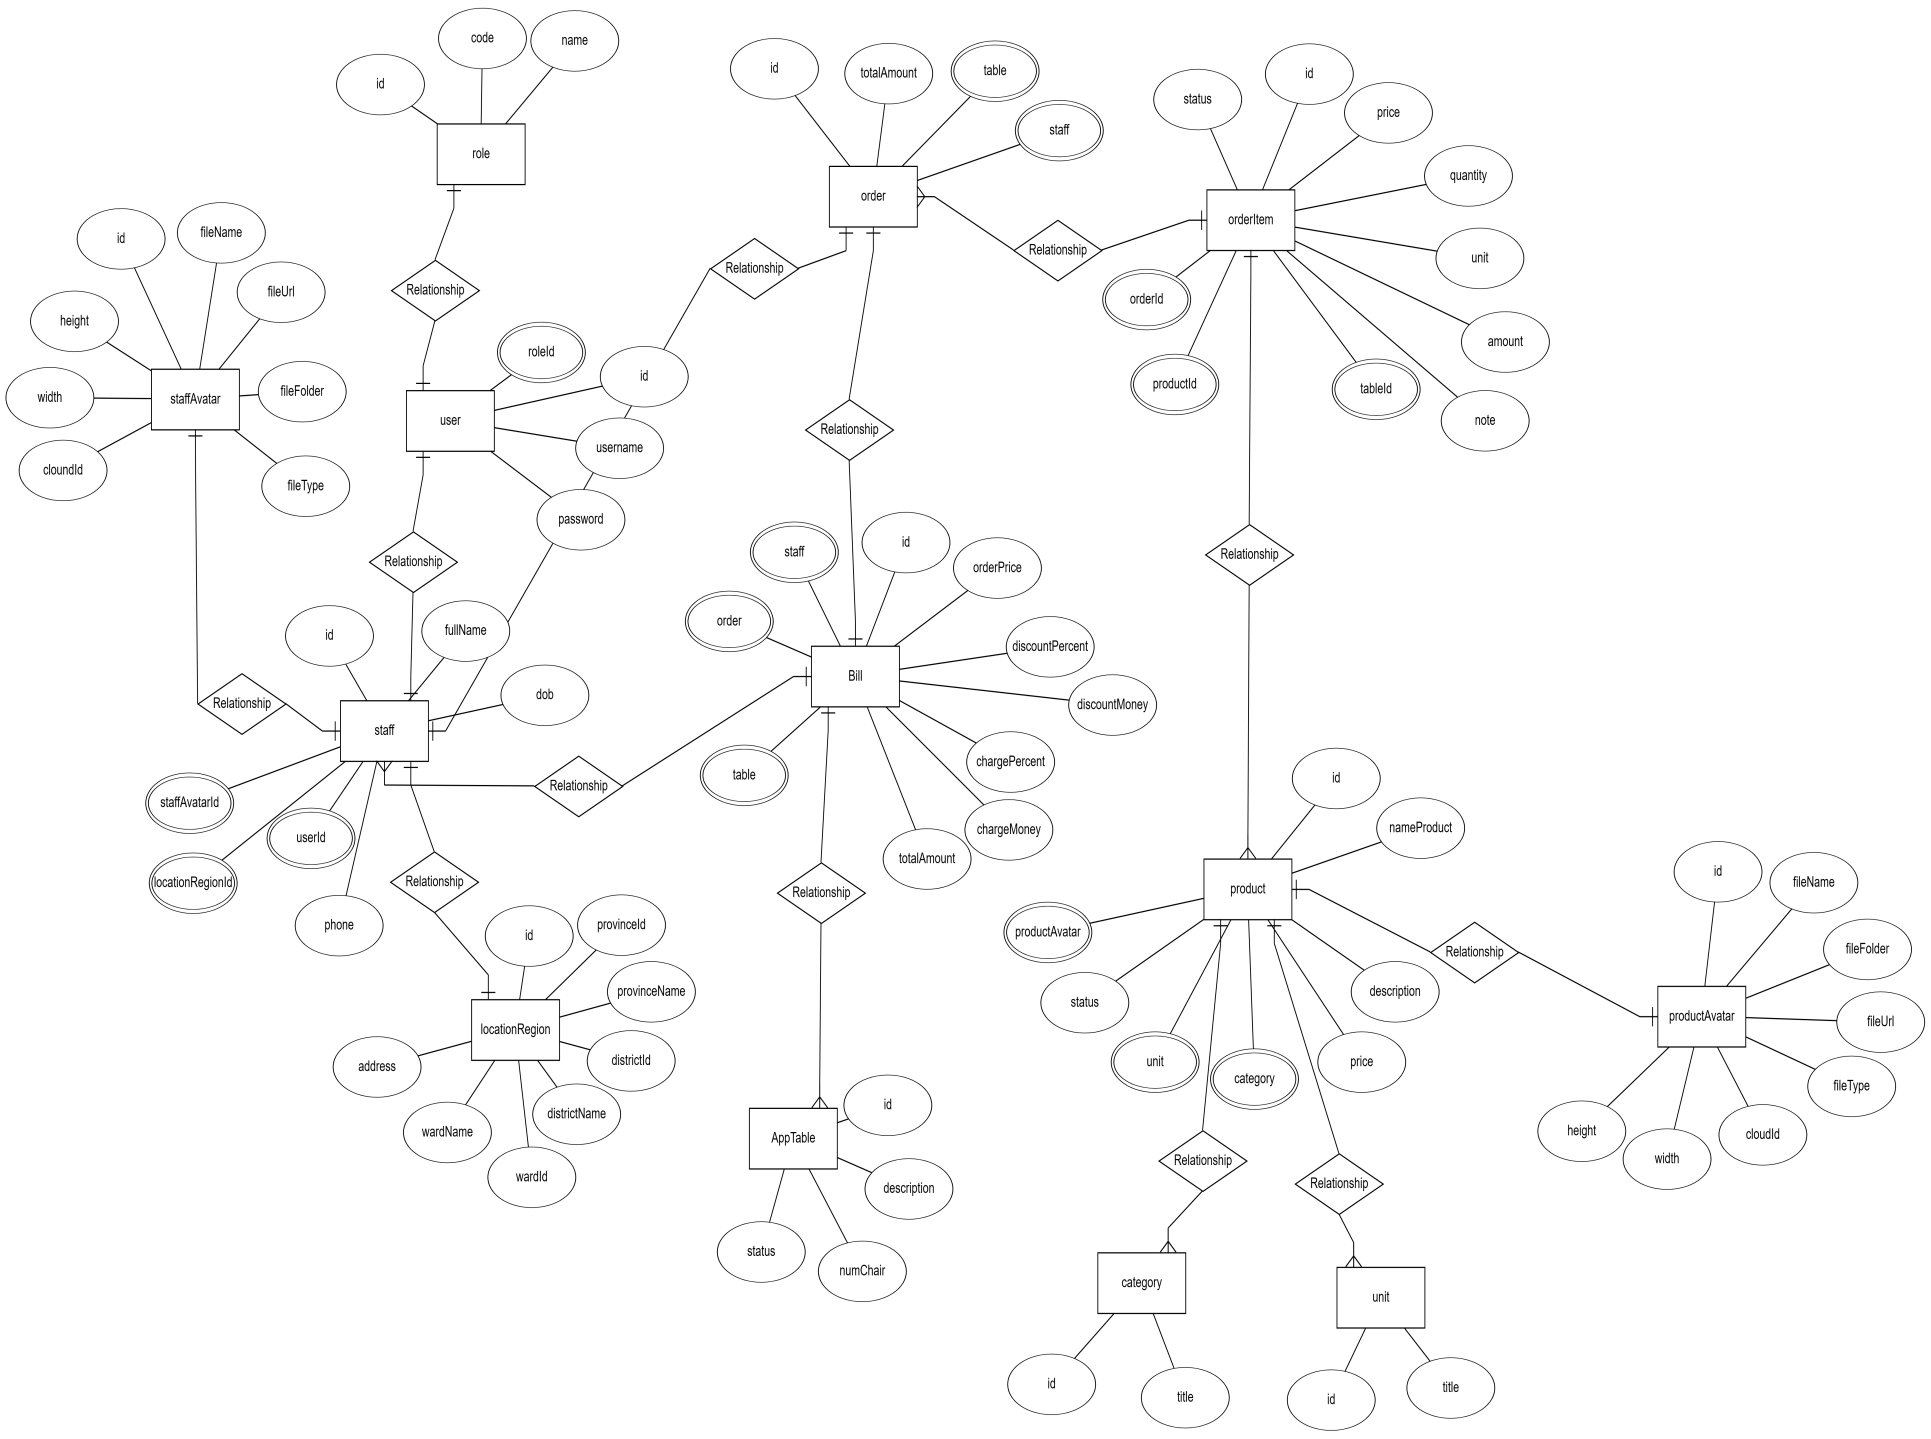 code
name
id
role
id
totalAmount
table
staff
order
status
id
price
quantity
orderItem
unit
orderId
amount
productId
tableId
note
Relationship
Relationship
Relationship
id
fileName
fileUrl
height
fileFolder
width
staffAvatar
cloundId
fileType
roleId
id
user
username
password
Relationship
Relationship
Relationship
staff
id
orderPrice
order
discountPercent
Bill
discountMoney
table
chargePercent
chargeMoney
totalAmount
id
fullName
dob
Relationship
staff
staffAvatarId
userId
locationRegionId
phone
Relationship
Relationship
Relationship
Relationship
id
provinceId
provinceName
locationRegion
districtId
address
districtName
wardName
wardId
id
AppTable
description
status
numChair
id
nameProduct
product
productAvatar
status
description
unit
category
price
Relationship
id
fileName
fileFolder
productAvatar
fileUrl
fileType
height
width
cloudId
Relationship
Relationship
category
unit
id
title
id
title